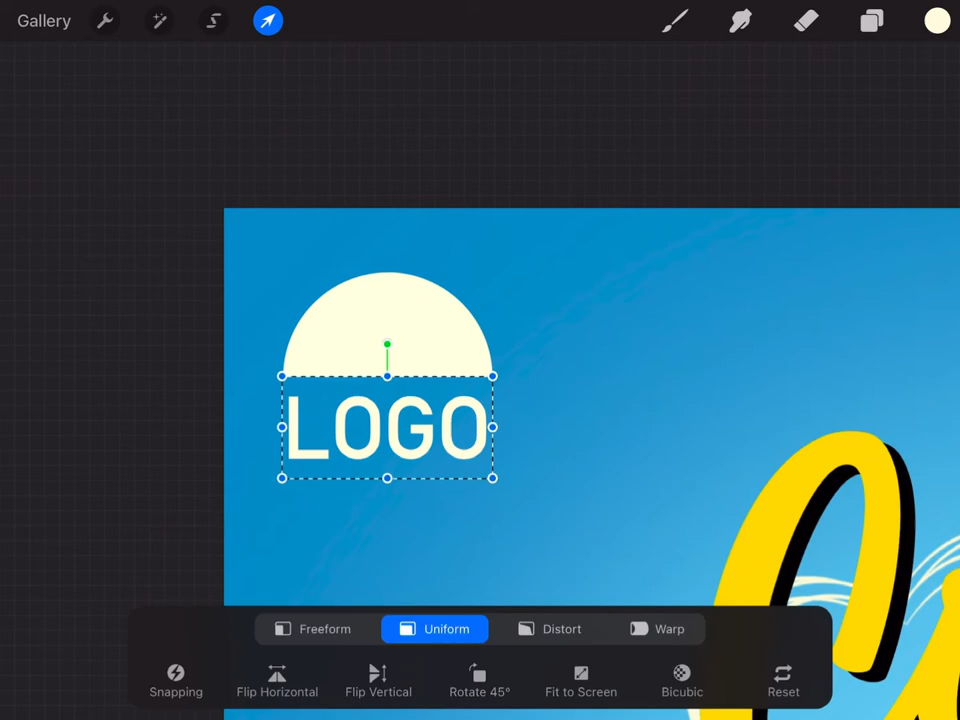 Gallery
LOGO
Freeform Uniform Distort Warp
Snapping Flip Horizontal Flip Vertical Rotate 45° Fit to Screen Bicubic Reset